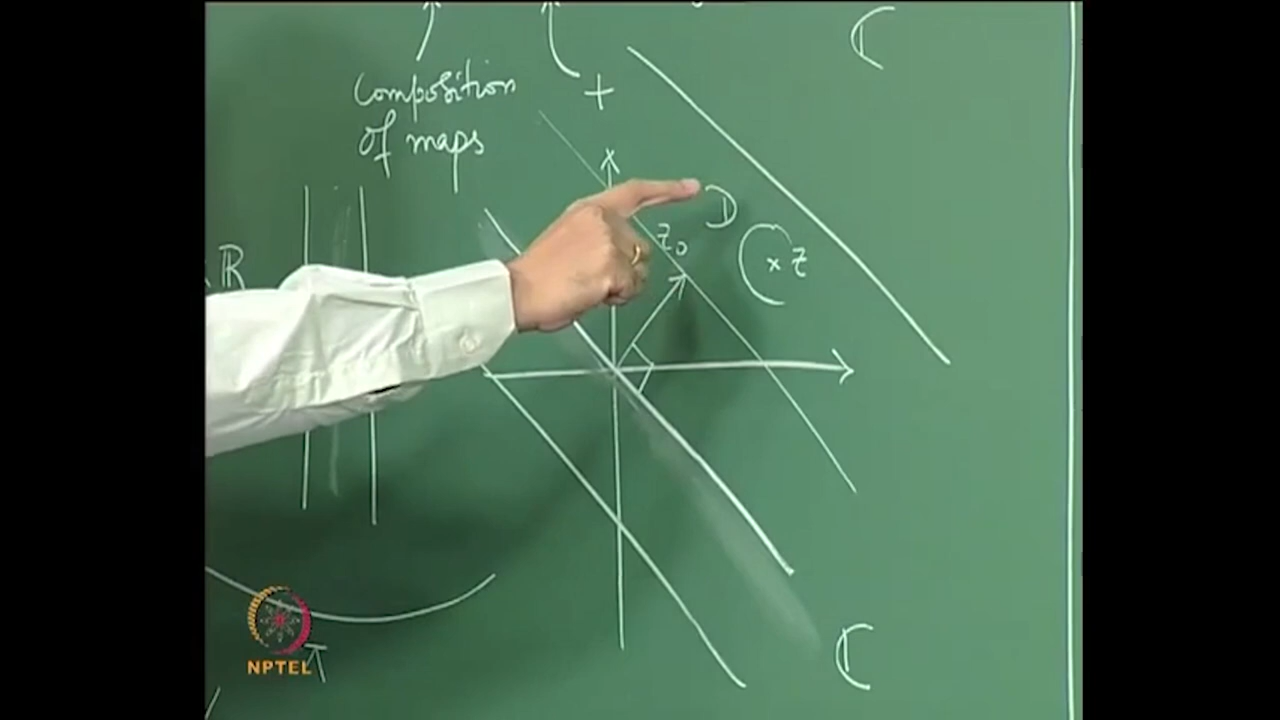 ℂ
composition
of maps
+
D
z₀
× z
ℝ
ℂ
NPTEL